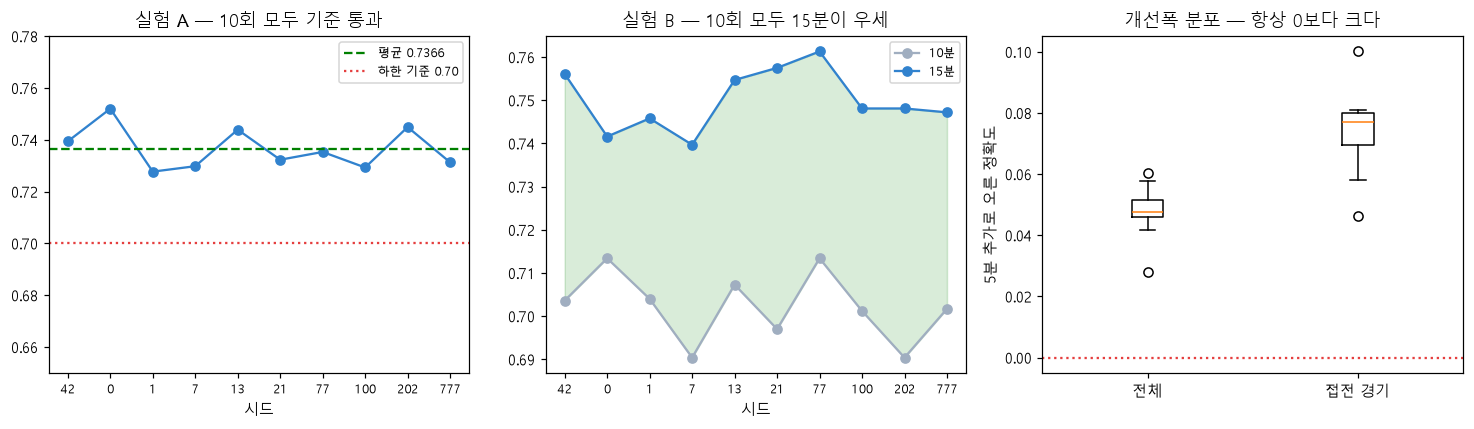 실험 A — 10회 모두 기준 통과
0.78
0.76
0.74
0.72
0.70
0.68
0.66
평균 0.7366
하한 기준 0.70
42 0 1 7 13 21 77 100 202 777
시드
실험 B — 10회 모두 15분이 우세
0.76
0.75
0.74
0.73
0.72
0.71
0.70
0.69
10분
15분
42 0 1 7 13 21 77 100 202 777
시드
개선폭 분포 — 항상 0보다 크다
5분 추가로 오른 정확도
0.10
0.08
0.06
0.04
0.02
0.00
전체 접전 경기